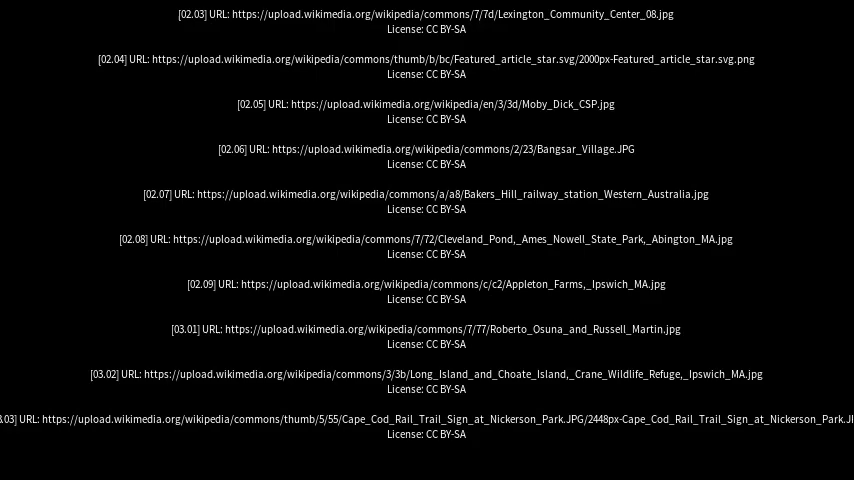 [02.03] URL: https://upload.wikimedia.org/wikipedia/commons/7/7d/Lexington_Community_Center_08.jpg
License: CC BY-SA
[02.04] URL: https://upload.wikimedia.org/wikipedia/commons/thumb/b/bc/Featured_article_star.svg/2000px-Featured_article_star.svg.png
License: CC BY-SA
[02.05] URL: https://upload.wikimedia.org/wikipedia/en/3/3d/Moby_Dick_CSP.jpg
License: CC BY-SA
[02.06] URL: https://upload.wikimedia.org/wikipedia/commons/2/23/Bangsar_Village.JPG
License: CC BY-SA
[02.07] URL: https://upload.wikimedia.org/wikipedia/commons/a/a8/Bakers_Hill_railway_station_Western_Australia.jpg
License: CC BY-SA
[02.08] URL: https://upload.wikimedia.org/wikipedia/commons/7/72/Cleveland_Pond,_Ames_Nowell_State_Park,_Abington_MA.jpg
License: CC BY-SA
[02.09] URL: https://upload.wikimedia.org/wikipedia/commons/c/c2/Appleton_Farms,_Ipswich_MA.jpg
License: CC BY-SA
[03.01] URL: https://upload.wikimedia.org/wikipedia/commons/7/77/Roberto_Osuna_and_Russell_Martin.jpg
License: CC BY-SA
[03.02] URL: https://upload.wikimedia.org/wikipedia/commons/3/3b/Long_Island_and_Choate_Island,_Crane_Wildlife_Refuge,_Ipswich_MA.jpg
License: CC BY-SA
.03] URL: https://upload.wikimedia.org/wikipedia/commons/thumb/5/55/Cape_Cod_Rail_Trail_Sign_at_Nickerson_Park.JPG/2448px-Cape_Cod_Rail_Trail_Sign_at_Nickerson_Park.J
License: CC BY-SA